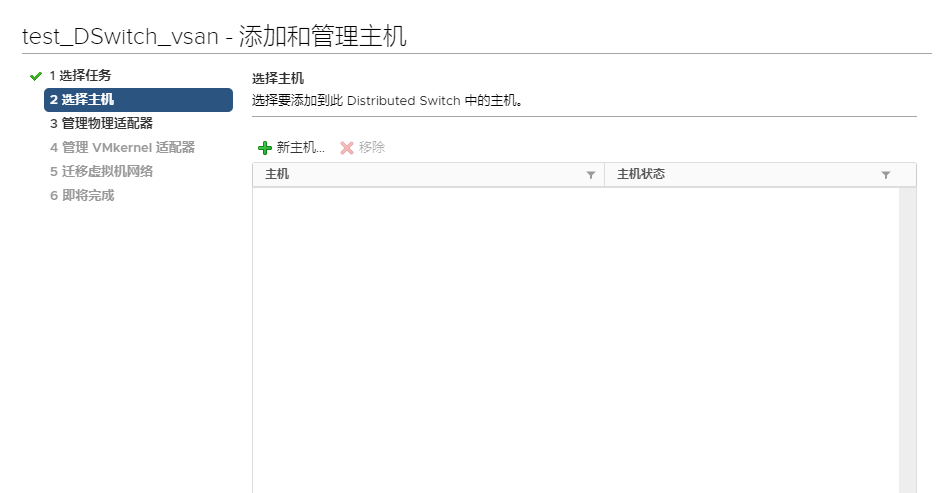 test_DSwitch_vsan - 添加和管理主机
1 选择任务
2 选择主机
3 管理物理适配器
4 管理 VMkernel 适配器
5 迁移虚拟机网络
6 即将完成
选择主机
选择要添加到此 Distributed Switch 中的主机。
新主机... 移除
主机 主机状态